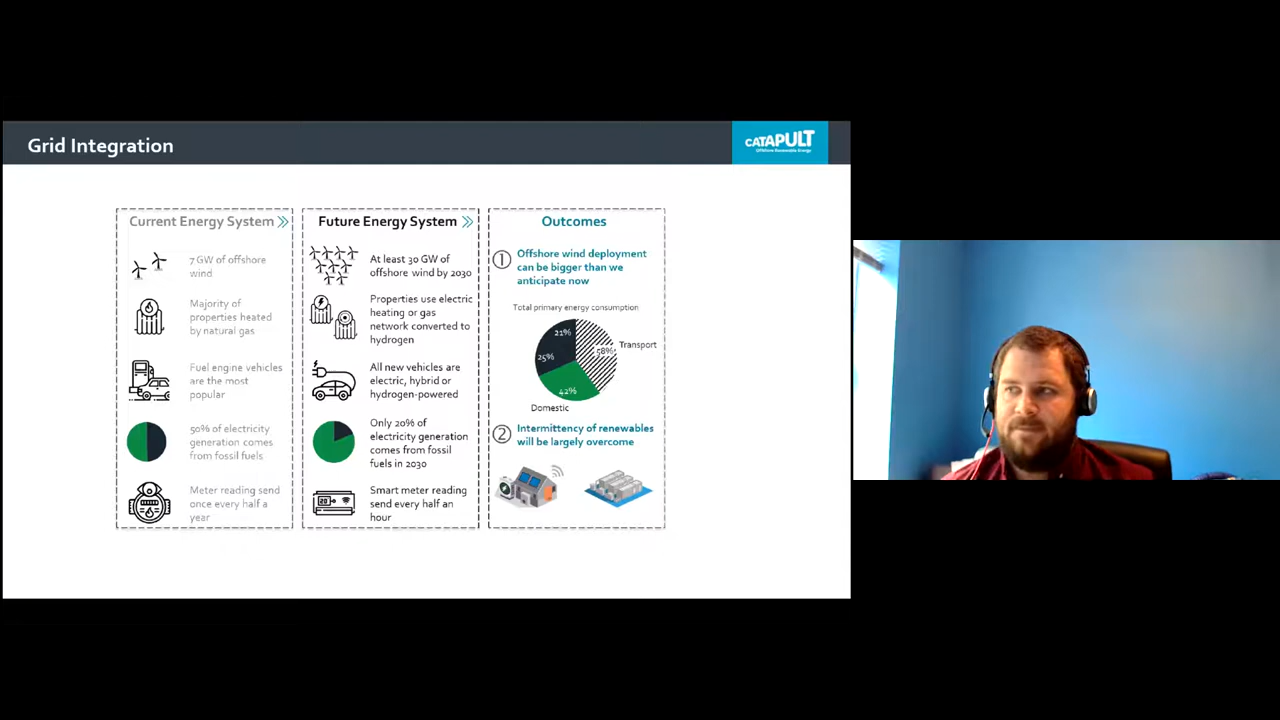 Grid Integration
CATAPULT
Offshore Renewable Energy
Current Energy System
7 GW of offshore
wind
Majority of
properties heated
by natural gas
Fuel engine vehicles
are the most
popular
50% of electricity
generation comes
from fossil fuels
Meter reading send
once every half a
year
Future Energy System
At least 30 GW of
offshore wind by 2030
Properties use electric
heating or gas
network converted to
hydrogen
All new vehicles are
electric, hybrid or
hydrogen-powered
Only 20% of
electricity generation
comes from fossil
fuels in 2030
Smart meter reading
send every half an
hour
Outcomes
1 Offshore wind deployment
can be bigger than we
anticipate now
Total primary energy consumption
21%
58%
Transport
25%
42%
Domestic
2 Intermittency of renewables
will be largely overcome